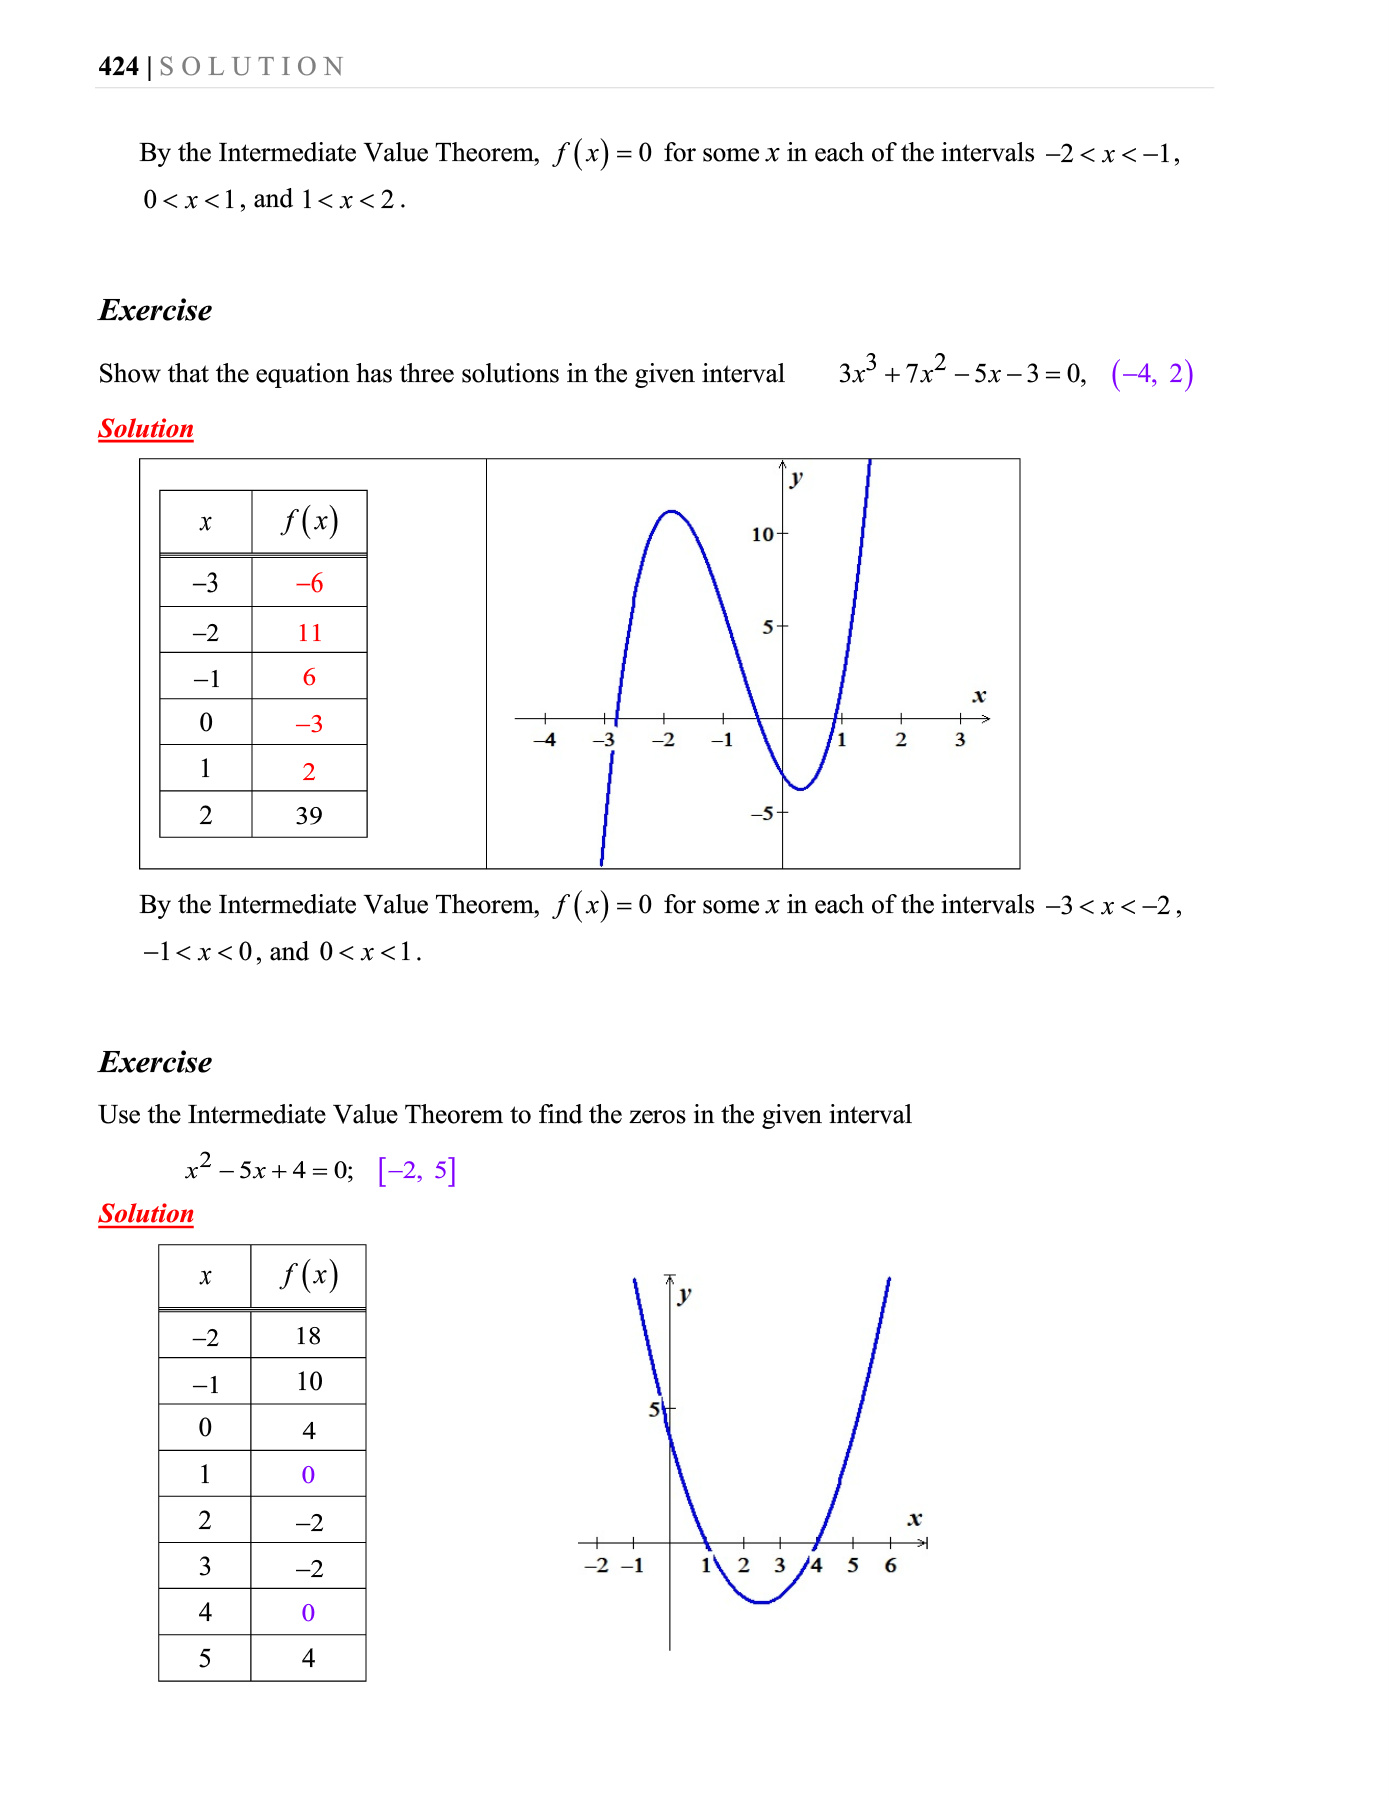 424 | S O L U T I O N
By the Intermediate Value Theorem, f(x) = 0 for some x in each of the intervals −2 < x < −1,
0 < x < 1, and 1 < x < 2.
Exercise
Show that the equation has three solutions in the given interval 3x³ + 7x² − 5x − 3 = 0, (−4, 2)
Solution
x f(x)
−3 −6
−2 11
−1 6
0 −3
1 2
2 39
y
10
5
x
−4 −3 −2 −1 1 2 3
−5
By the Intermediate Value Theorem, f(x) = 0 for some x in each of the intervals −3 < x < −2,
−1 < x < 0, and 0 < x < 1.
Exercise
Use the Intermediate Value Theorem to find the zeros in the given interval
x² − 5x + 4 = 0; [−2, 5]
Solution
x f(x)
−2 18
−1 10
0 4
1 0
2 −2
3 −2
4 0
5 4
y
5
x
−2 −1 1 2 3 4 5 6